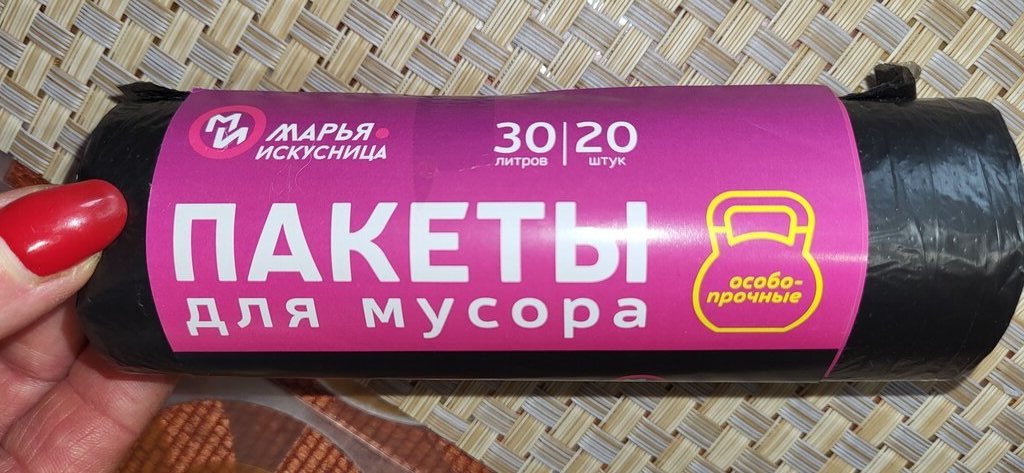 МИ МАРЬЯ
ИСКУСНИЦА
30 | 20
литров штук
ПАКЕТЫ
для мусора
особо-
прочные